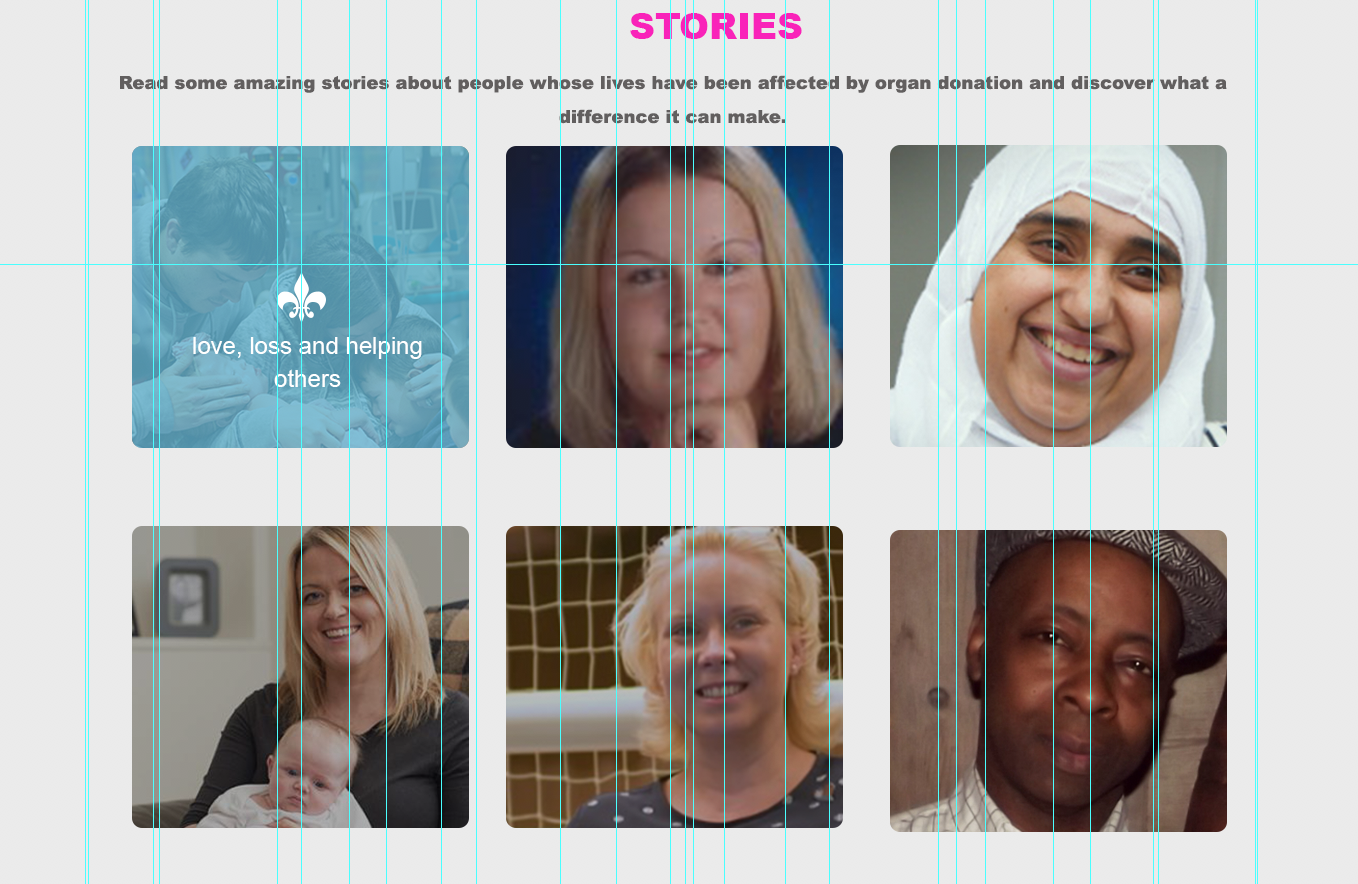 STORIES
Read some amazing stories about people whose lives have been affected by organ donation and discover what a
difference it can make.
love, loss and helping
others